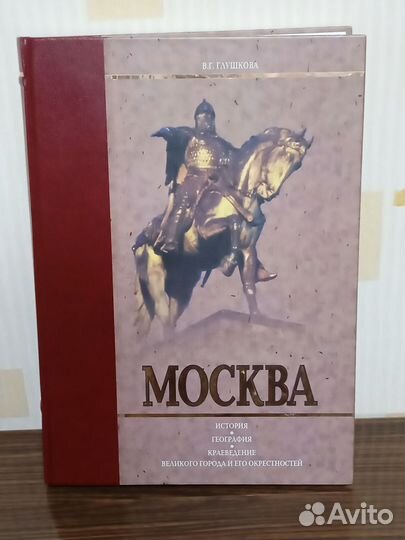 В.Г. ГЛУШКОВА
МОСКВА
ИСТОРИЯ
ГЕОГРАФИЯ
КРАЕВЕДЕНИЕ
ВЕЛИКОГО ГОРОДА И ЕГО ОКРЕСТНОСТЕЙ
Avito